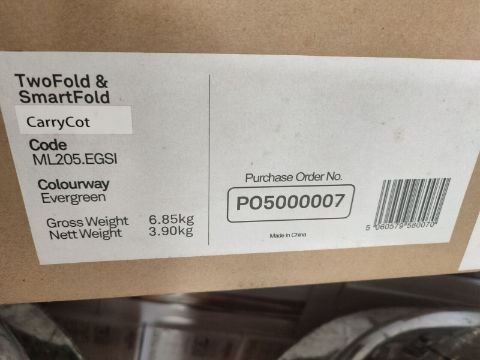 TwoFold &
SmartFold
CarryCot
Code
ML205.EGSI
Colourway
Evergreen
Gross Weight 6.85kg
Nett Weight 3.90kg
Purchase Order No.
PO5000007
Made in China
5 060579 580070